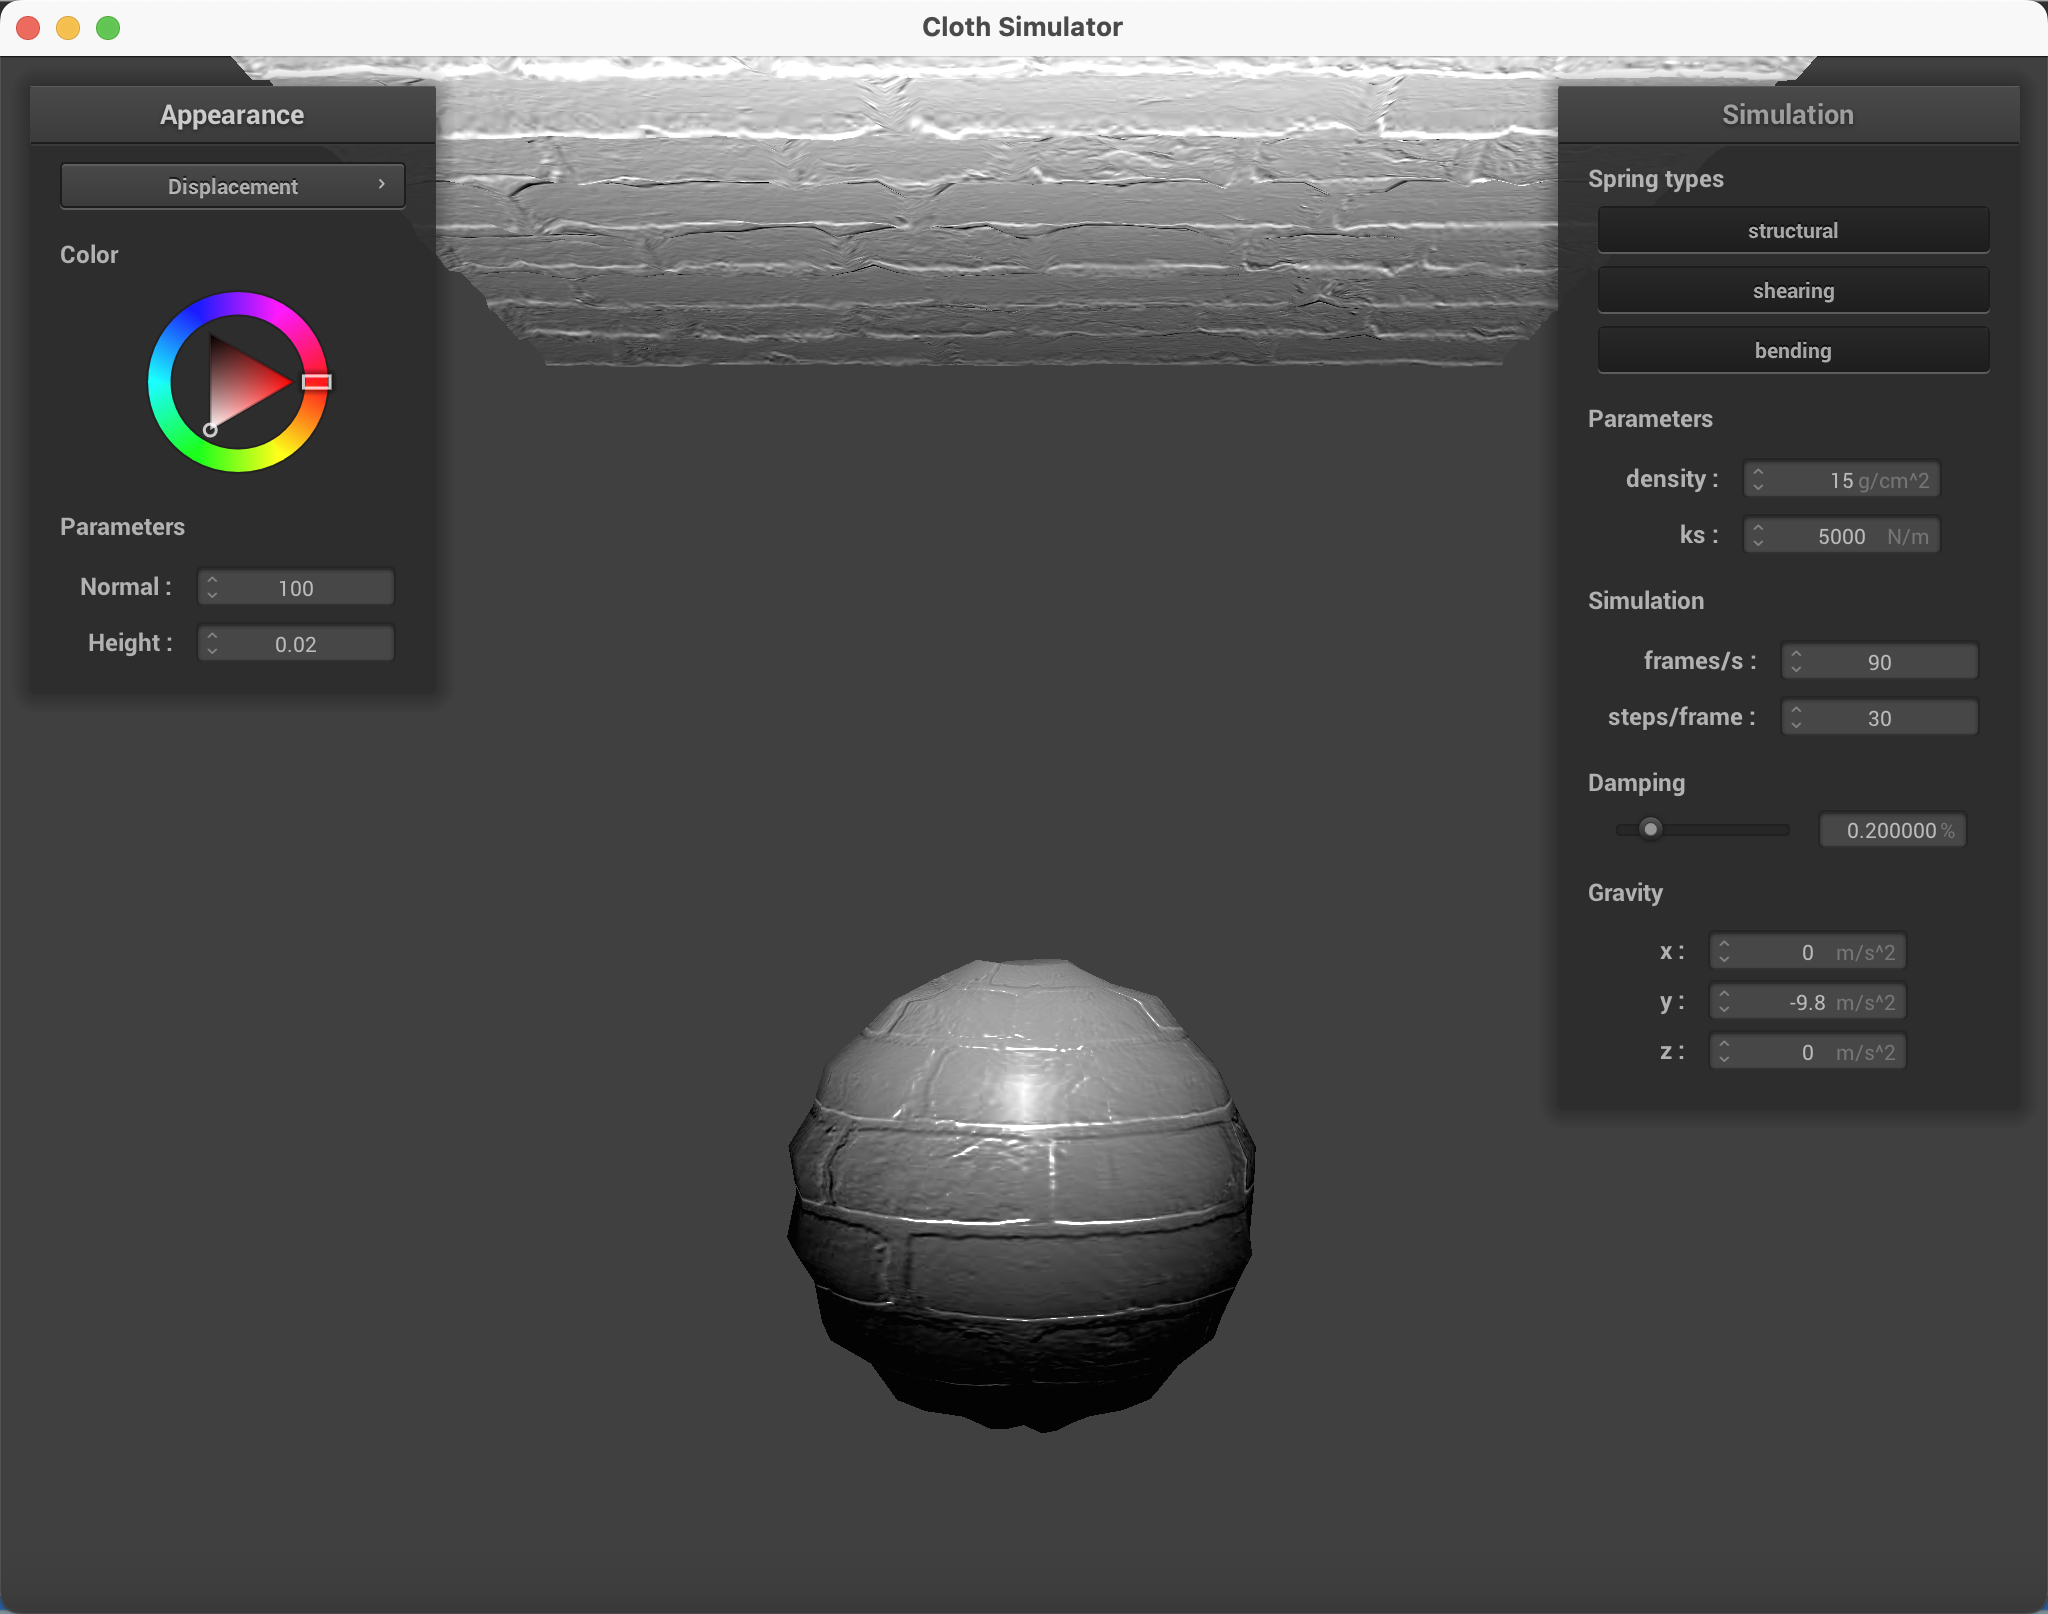 Cloth Simulator
Appearance
Displacement
Color
Parameters
Normal : 100
Height : 0.02
Simulation
Spring types
structural
shearing
bending
Parameters
density : 15 g/cm^2
ks : 5000 N/m
Simulation
frames/s : 90
steps/frame : 30
Damping
0.200000 %
Gravity
x : 0 m/s^2
y : -9.8 m/s^2
z : 0 m/s^2